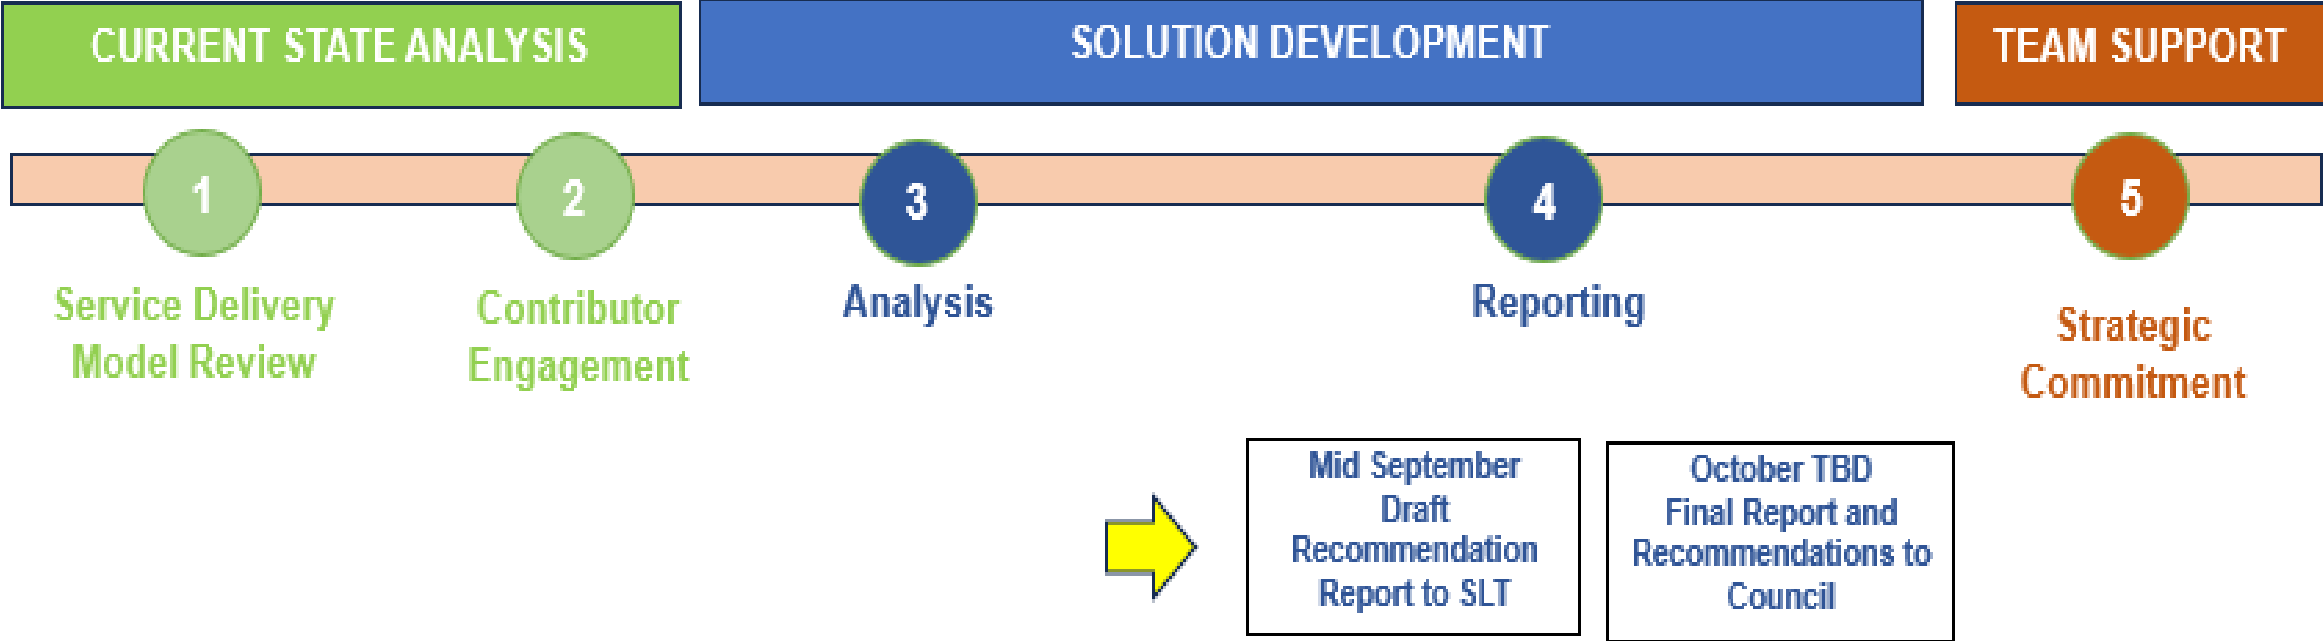 CURRENT STATE ANALYSIS
SOLUTION DEVELOPMENT
TEAM SUPPORT
1
2
3
4
5
Service Delivery
Model Review
Contributor
Engagement
Analysis
Reporting
Strategic
Commitment
Mid September
Draft
Recommendation
Report to SLT
October TBD
Final Report and
Recommendations to
Council